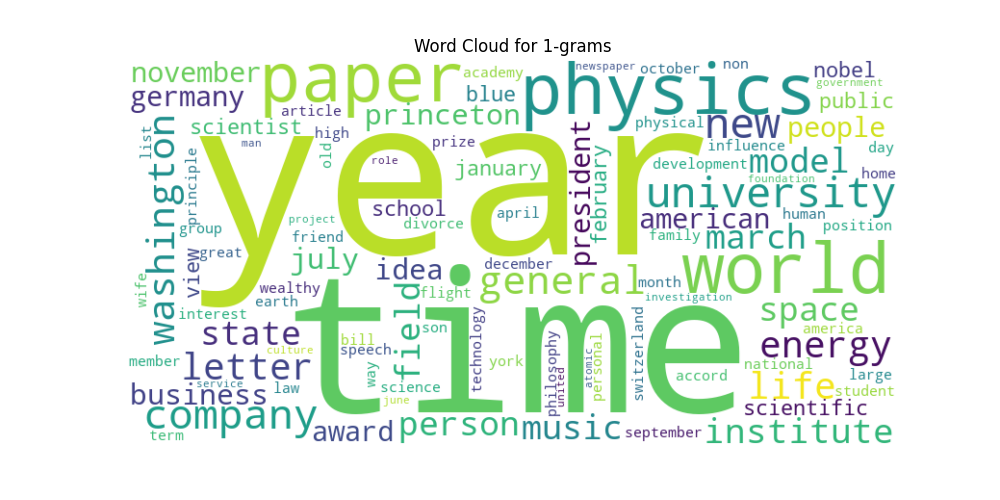 Word Cloud for 1-grams
november
paper
academy
physics
newspaper
october
non
nobel
government
germany
article
princeton
blue
physical
new
people
public
scientist
high
prize
influence
day
washington
list
man
old
role
year
january
president
february
development
model
home
principle
foundation
university
group
school
april
divorce
american
human
position
project
friend
family
march
great
view
july
idea
december
general
month
world
wife
wealthy
flight
investigation
earth
interest
time
field
space
state
bill
son
technology
york
philosophy
united
atomic
personal
switzerland
america
energy
member
letter
culture
speech
way
science
accord
national
large
business
service
law
june
life
student
company
scientific
term
award
person
music
september
institute